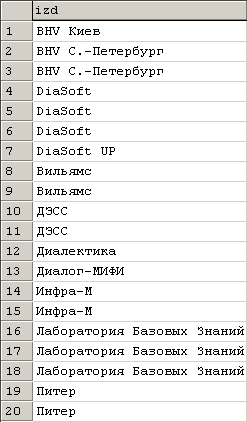 izd
1 BHV Киев
2 BHV С.-Петербург
3 BHV С.-Петербург
4 DiaSoft
5 DiaSoft
6 DiaSoft
7 DiaSoft UP
8 Вильямс
9 Вильямс
10 ДЭСС
11 ДЭСС
12 Диалектика
13 Диалог-МИФИ
14 Инфра-М
15 Инфра-М
16 Лаборатория Базовых Знаний
17 Лаборатория Базовых Знаний
18 Лаборатория Базовых Знаний
19 Питер
20 Питер